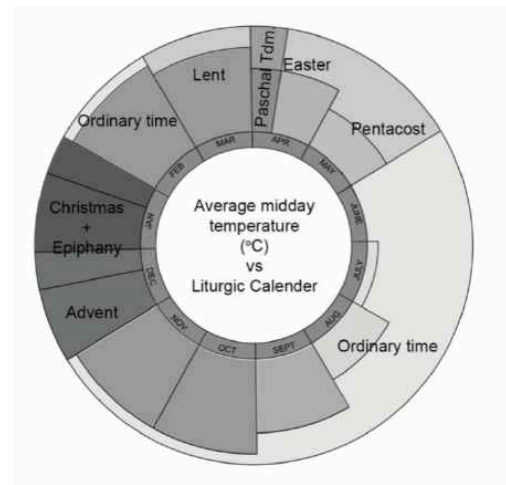 Paschal Tdm.
Easter
Lent
Pentacost
Ordinary time
MAR
APR.
FEB
MAY
Christmas
+
Epiphany
JAN
Average midday
temperature
(°C)
vs
Liturgic Calender
JUNE
DEC
JULY
Advent
NOV
OCT
SEPT
AUG
Ordinary time